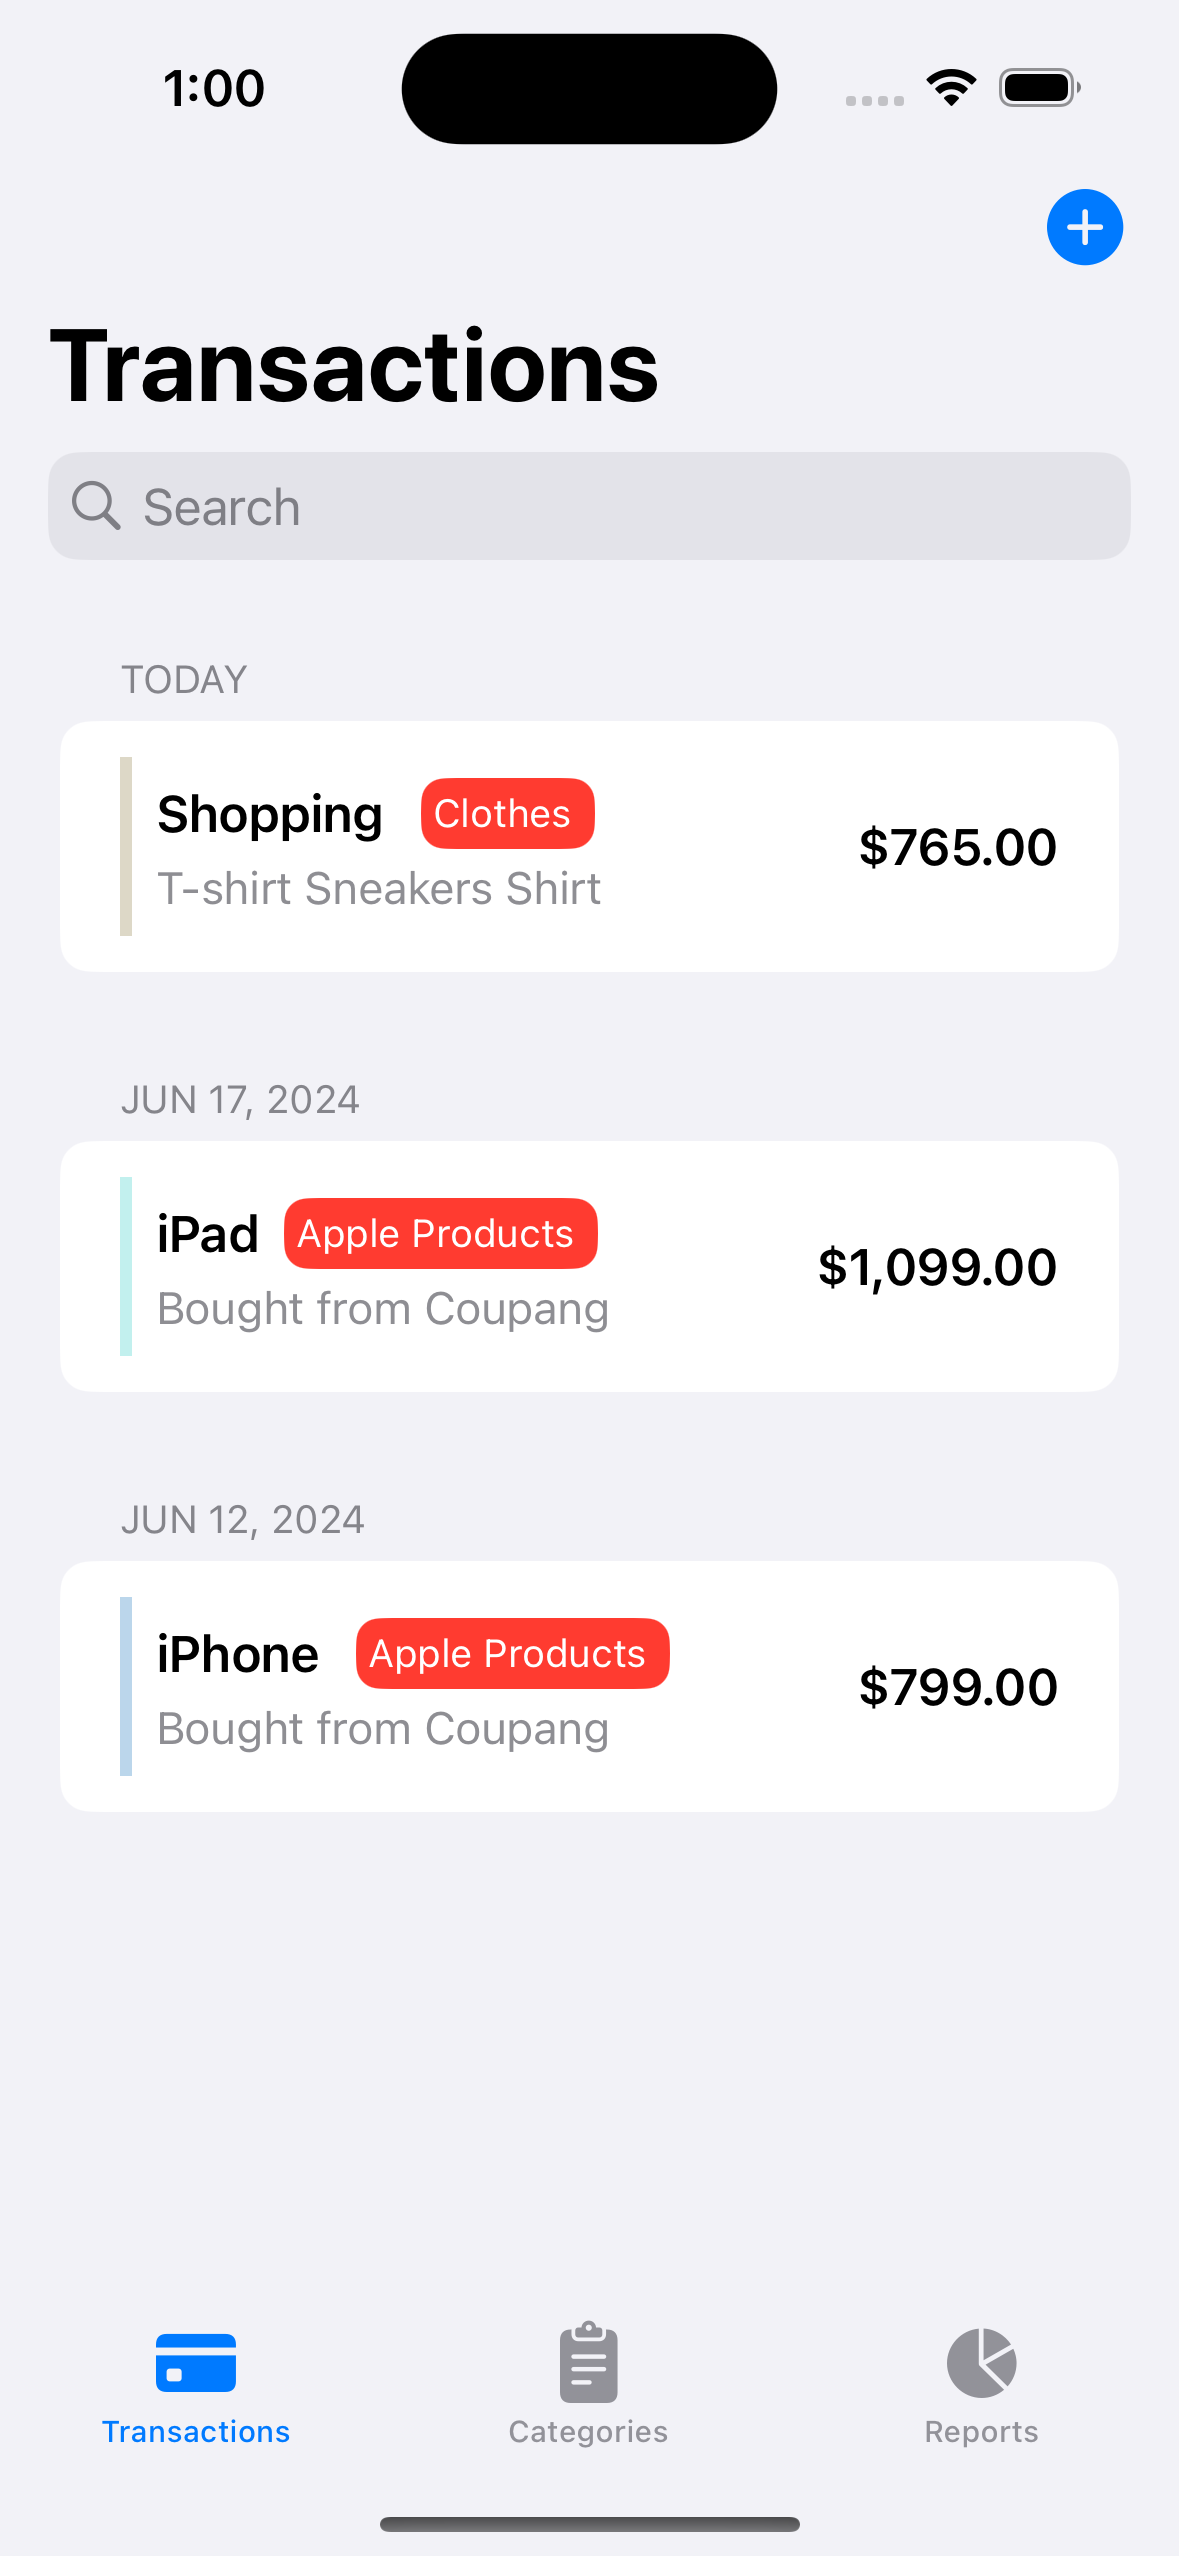 1:00
Transactions
Search
TODAY
Shopping Clothes
$765.00
T-shirt Sneakers Shirt
JUN 17, 2024
iPad Apple Products
$1,099.00
Bought from Coupang
JUN 12, 2024
iPhone Apple Products
$799.00
Bought from Coupang
Transactions Categories Reports